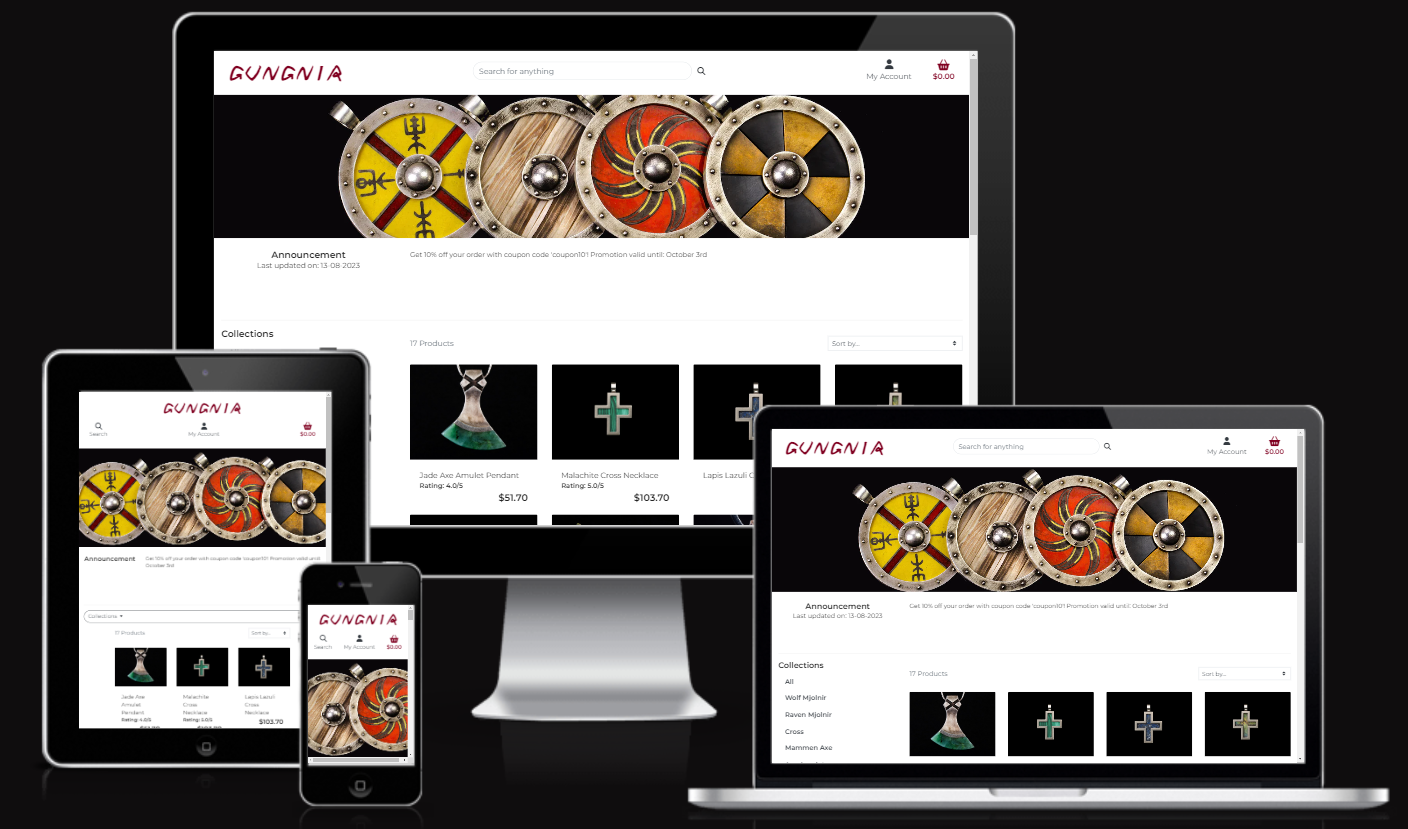 GUNGNIR
Search for anything
My Account
$0.00
Announcement
Last updated on: 13-08-2023
Get 10% off your order with coupon code 'coupon10'! Promotion valid until: October 3rd
Collections
17 Products
Sort by...
Jade Axe Amulet Pendant
Rating: 4.0/5
$51.70
Malachite Cross Necklace
Rating: 5.0/5
$103.70
Lapis Lazuli C
GUNGNIR
Search
My Account
$0.00
Announcement
Get 10% off your order with coupon code 'coupon10'! Promotion valid until:
October 3rd
Collections
17 Products
Sort by...
Jade Axe
Amulet
Pendant
Rating: 4.0/5
Malachite
Cross
Necklace
Rating: 5.0/5
Lapis Lazuli
Cross
Necklace
$103.70
GUNGNIR
Search
My Account
$0.00
GUNGNIR
Search for anything
My Account
$0.00
Announcement
Last updated on: 13-08-2023
Get 10% off your order with coupon code 'coupon10'! Promotion valid until: October 3rd
Collections
All
Wolf Mjolnir
Raven Mjolnir
Cross
Mammen Axe
17 Products
Sort by...